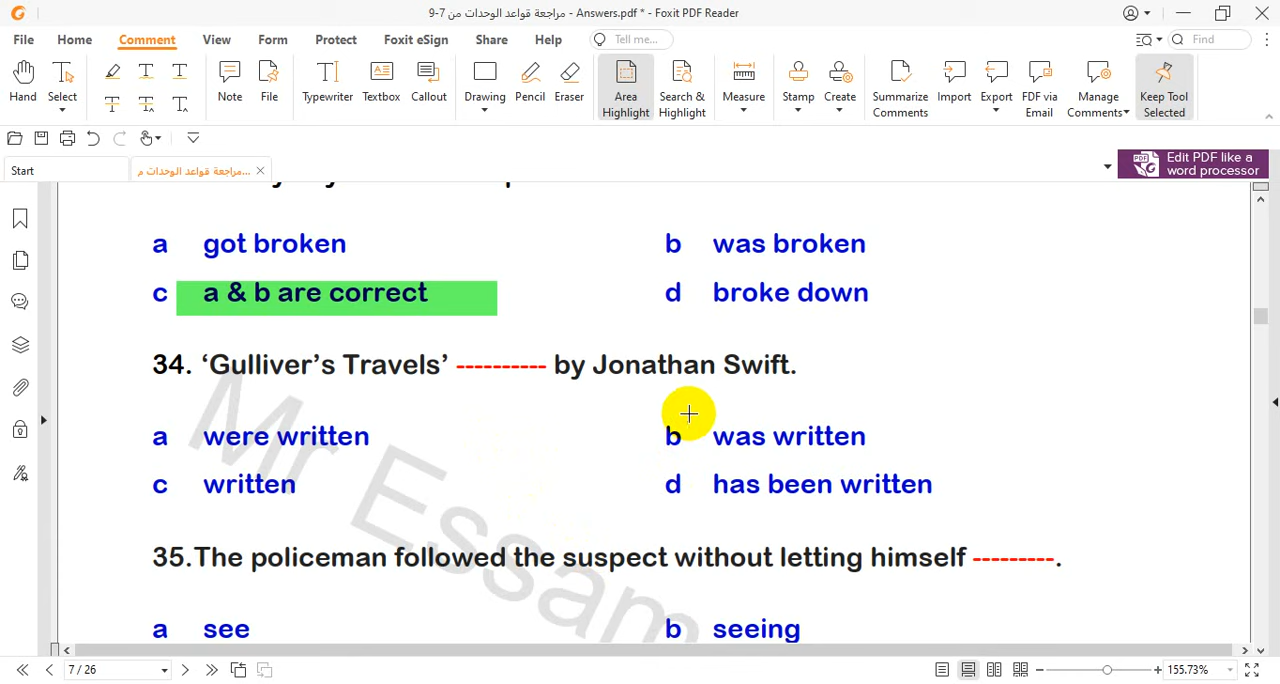 مراجعة قواعد الوحدات من 7-9 - Answers.pdf * - Foxit PDF Reader
File Home Comment View Form Protect Foxit eSign Share Help Tell me... Find
Hand Select Note File Typewriter Textbox Callout Drawing Pencil Eraser Area Highlight Search & Highlight Measure Stamp Create Summarize Comments Import Export PDF via Email Manage Comments Keep Tool Selected
Start مراجعة قواعد الوحدات م... Edit PDF like a word processor
a got broken b was broken
c a & b are correct d broke down
34. ‘Gulliver’s Travels’ ---------- by Jonathan Swift.
a were written b was written
c written d has been written
35.The policeman followed the suspect without letting himself ---------.
a see b seeing
Mr Essam
7 / 26 155.73%